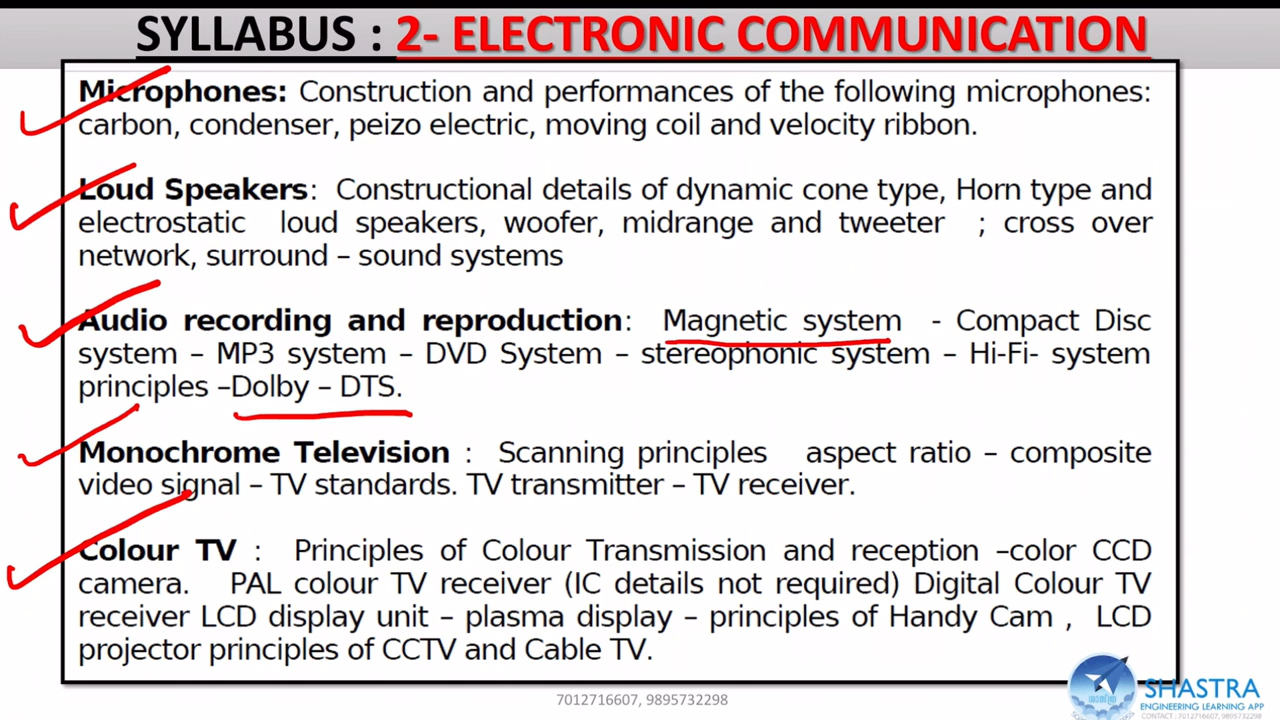 SYLLABUS : 2- ELECTRONIC COMMUNICATION
Microphones: Construction and performances of the following microphones:
carbon, condenser, peizo electric, moving coil and velocity ribbon.
Loud Speakers: Constructional details of dynamic cone type, Horn type and
electrostatic loud speakers, woofer, midrange and tweeter ; cross over
network, surround – sound systems
Audio recording and reproduction: Magnetic system - Compact Disc
system – MP3 system – DVD System – stereophonic system – Hi-Fi- system
principles –Dolby – DTS.
Monochrome Television : Scanning principles aspect ratio – composite
video signal – TV standards. TV transmitter – TV receiver.
Colour TV : Principles of Colour Transmission and reception –color CCD
camera. PAL colour TV receiver (IC details not required) Digital Colour TV
receiver LCD display unit – plasma display – principles of Handy Cam , LCD
projector principles of CCTV and Cable TV.
7012716607, 9895732298
SHASTRA
ENGINEERING LEARNING APP
CONTACT : 7012716607, 9895732298